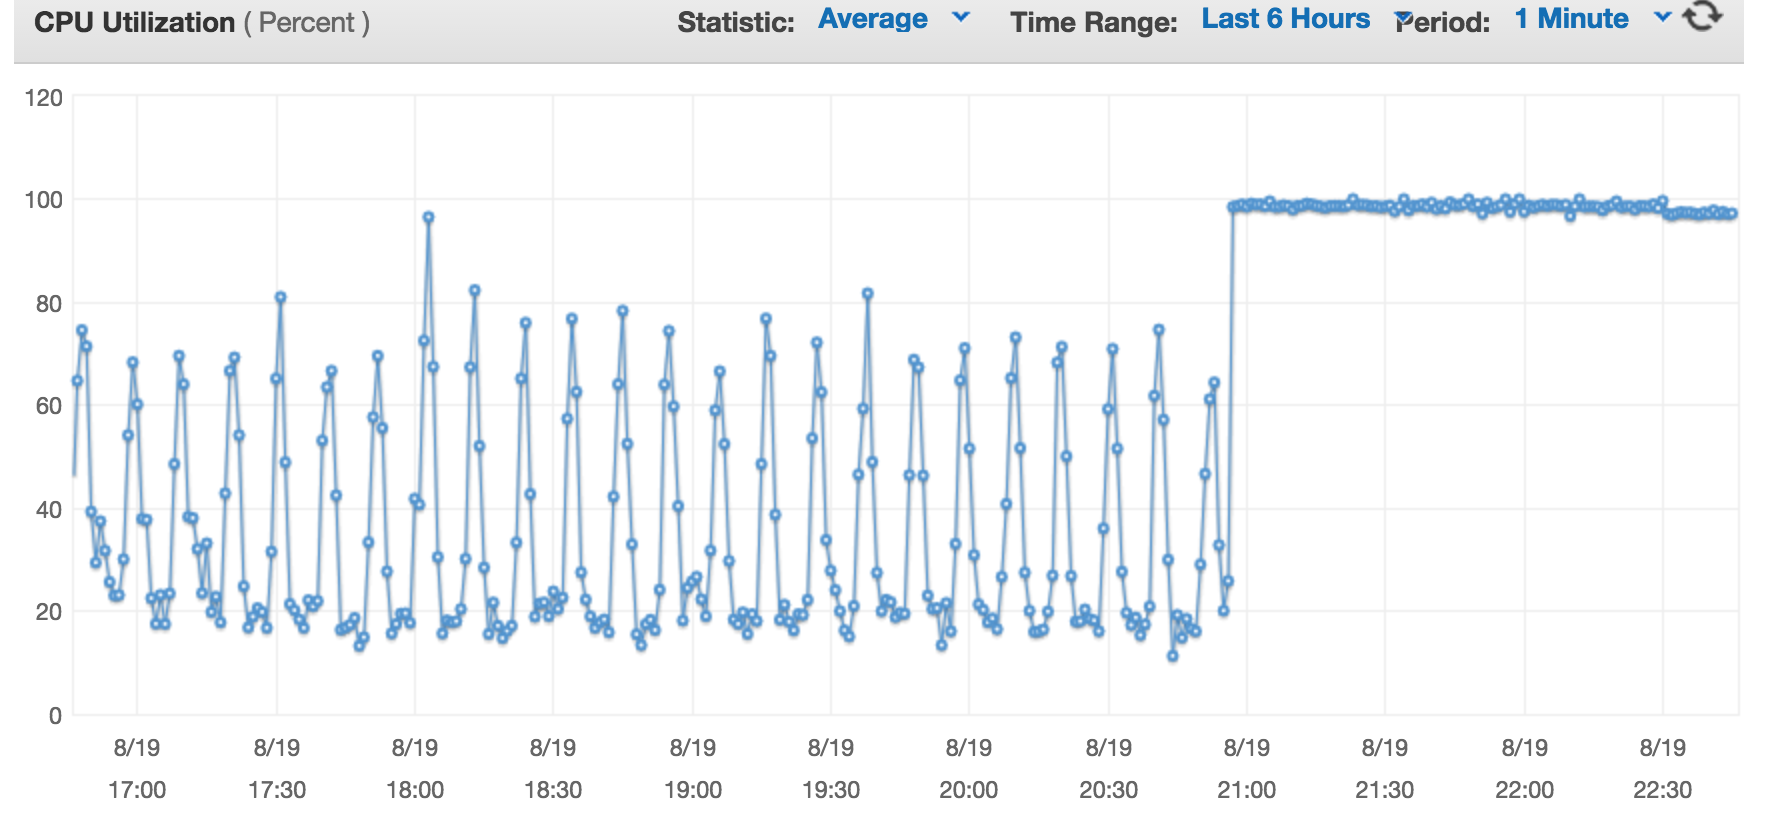 CPU Utilization ( Percent ) Statistic: Average Time Range: Last 6 Hours Period: 1 Minute
120
100
80
60
40
20
0
8/19 8/19 8/19 8/19 8/19 8/19 8/19 8/19 8/19 8/19 8/19 8/19
17:00 17:30 18:00 18:30 19:00 19:30 20:00 20:30 21:00 21:30 22:00 22:30